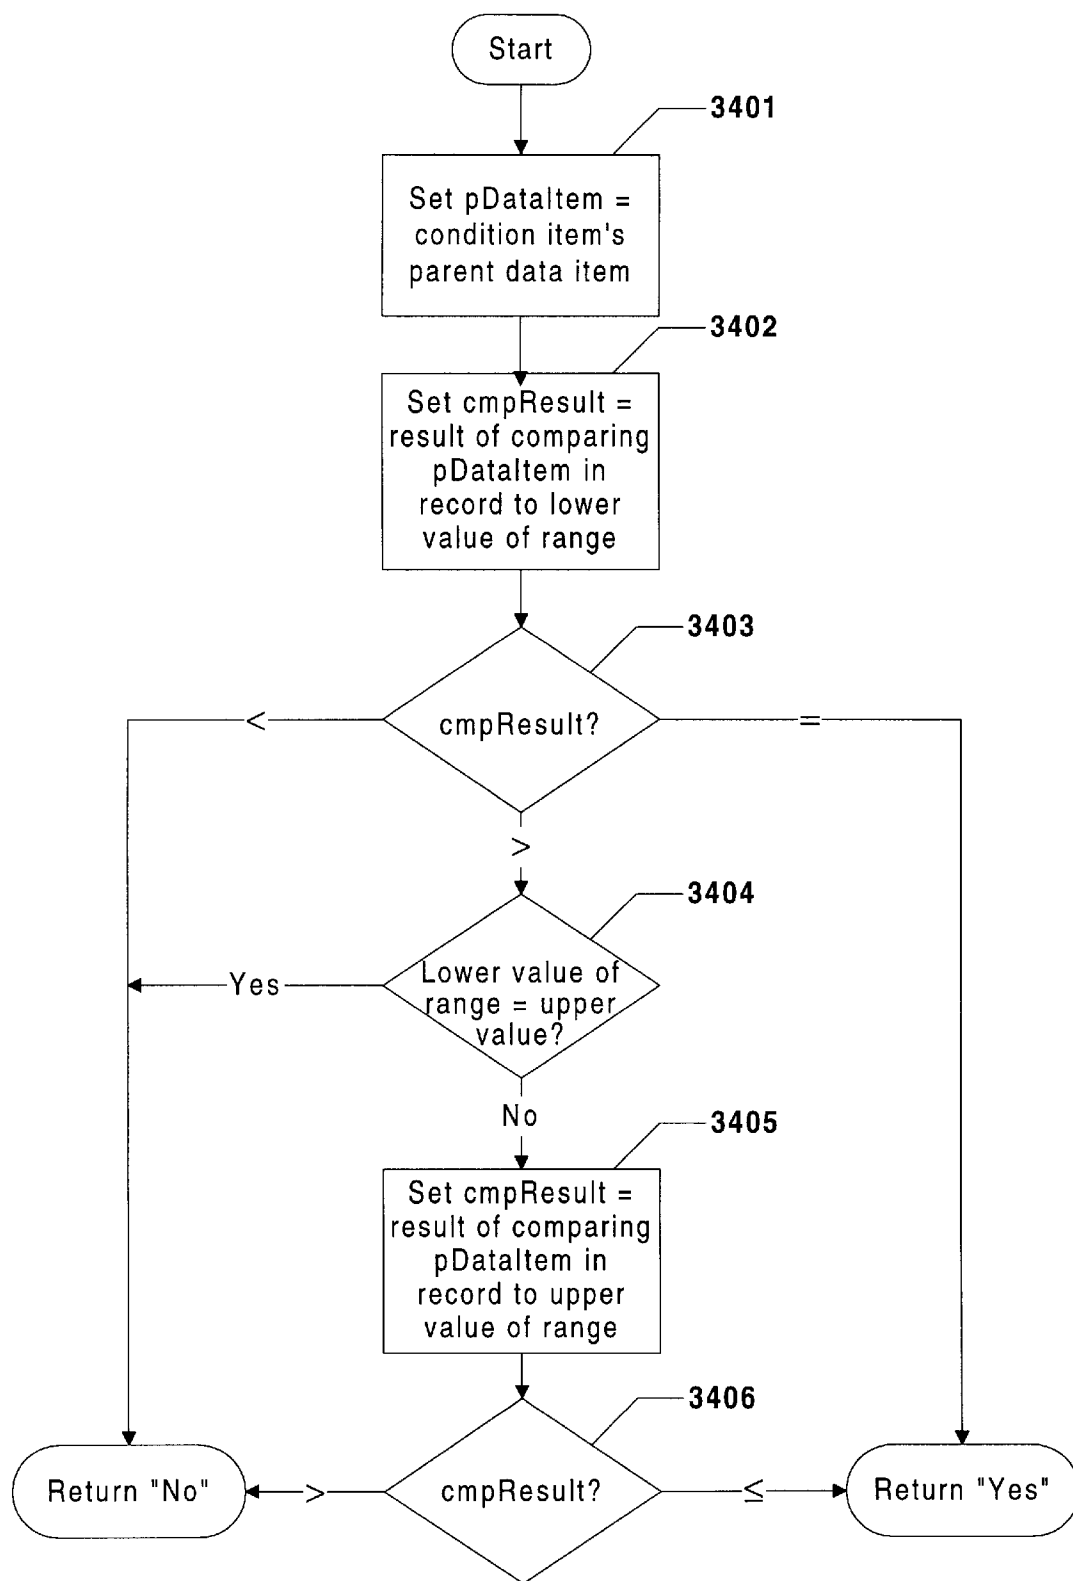 Start
3401
Set pDataItem =
condition item's
parent data item
3402
Set cmpResult =
result of comparing
pDataItem in
record to lower
value of range
3403
<
cmpResult?
=
>
3404
Lower value of
range = upper
value?
Yes
No
3405
Set cmpResult =
result of comparing
pDataItem in
record to upper
value of range
3406
Return "No"
>
cmpResult?
≤
Return "Yes"